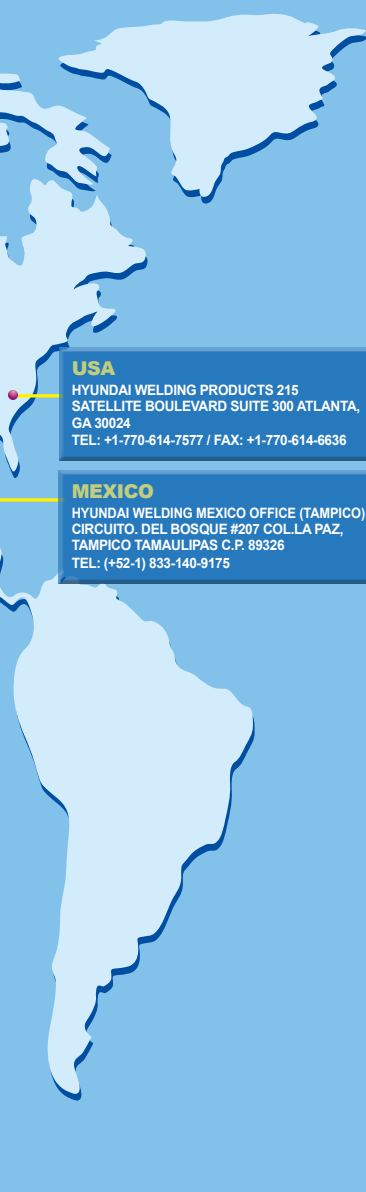 USA
HYUNDAI WELDING PRODUCTS 215
SATELLITE BOULEVARD SUITE 300 ATLANTA,
GA 30024
TEL: +1-770-614-7577 / FAX: +1-770-614-6636
MEXICO
HYUNDAI WELDING MEXICO OFFICE (TAMPICO)
CIRCUITO. DEL BOSQUE #207 COL.LA PAZ,
TAMPICO TAMAULIPAS C.P. 89326
TEL: (+52-1) 833-140-9175